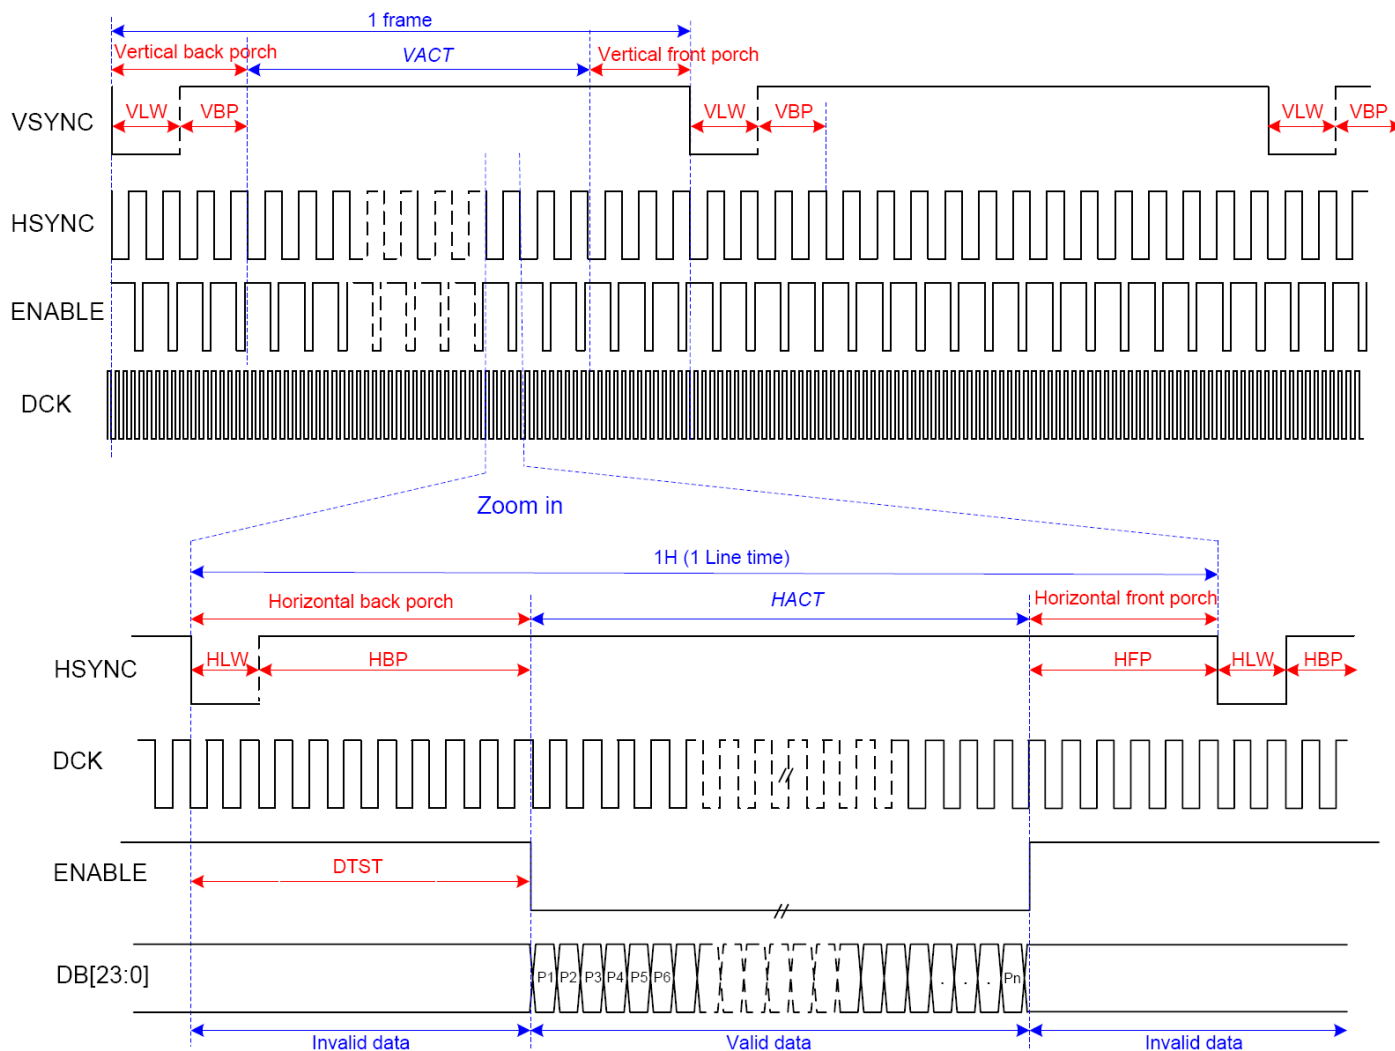 1 frame
Vertical back porch VACT Vertical front porch
VSYNC VLW VBP VLW VBP VLW VBP
HSYNC
ENABLE
DCK
Zoom in
1H (1 Line time)
Horizontal back porch HACT Horizontal front porch
HSYNC HLW HBP HFP HLW HBP
DCK //
ENABLE DTST //
DB[23:0] P1 P2 P3 P4 P5 P6 . . . Pn
Invalid data Valid data Invalid data